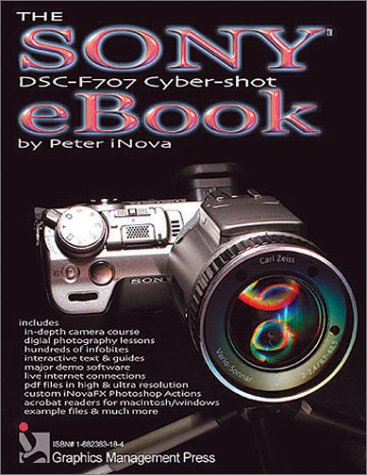 THE
SONY™
DSC-F707 Cyber-shot
eBook
by Peter iNova
SONY
Carl Zeiss
Vario-Sonnar
includes
in-depth camera course
digial photography lessons
hundreds of infobites
interactive text & guides
major demo software
live internet connections
pdf files in high & ultra resolution
custom iNovaFX Photoshop Actions
acrobat readers for macintosh/windows
example files & much more
ISBN# 1-882383-18-4
Graphics Management Press